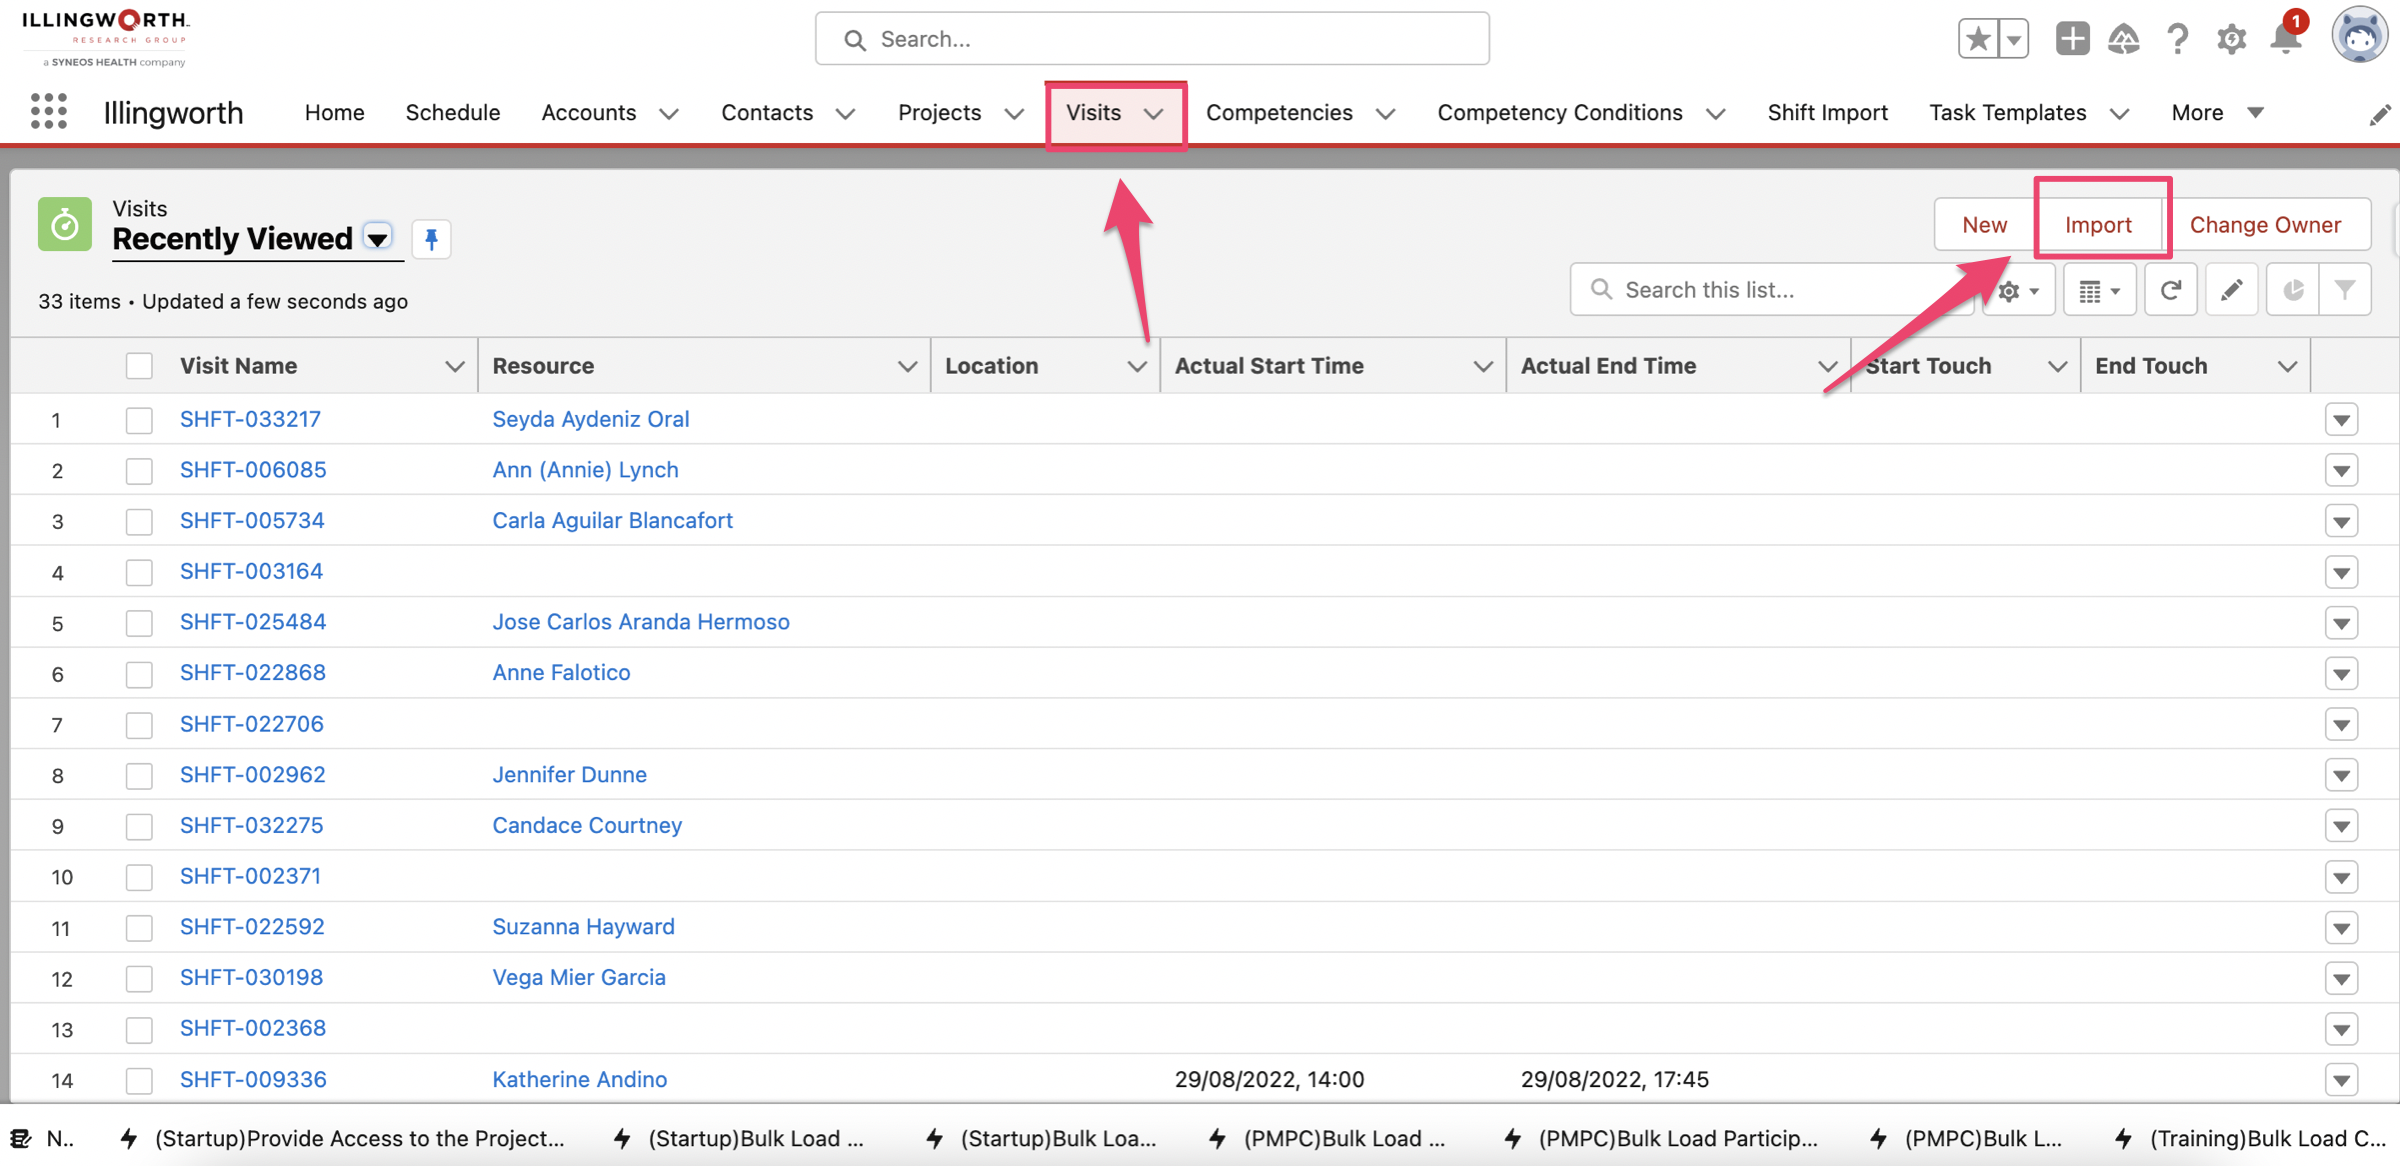 ILLINGWORTH
RESEARCH GROUP
a SYNEOS HEALTH company
Search...
1
Illingworth
Home
Schedule
Accounts
Contacts
Projects
Visits
Competencies
Competency Conditions
Shift Import
Task Templates
More
Visits
Recently Viewed
New
Import
Change Owner
33 items • Updated a few seconds ago
Search this list...
Visit Name Resource Location Actual Start Time Actual End Time Start Touch End Touch
1 SHFT-033217 Seyda Aydeniz Oral
2 SHFT-006085 Ann (Annie) Lynch
3 SHFT-005734 Carla Aguilar Blancafort
4 SHFT-003164
5 SHFT-025484 Jose Carlos Aranda Hermoso
6 SHFT-022868 Anne Falotico
7 SHFT-022706
8 SHFT-002962 Jennifer Dunne
9 SHFT-032275 Candace Courtney
10 SHFT-002371
11 SHFT-022592 Suzanna Hayward
12 SHFT-030198 Vega Mier Garcia
13 SHFT-002368
14 SHFT-009336 Katherine Andino 29/08/2022, 14:00 29/08/2022, 17:45
N..
(Startup)Provide Access to the Project...
(Startup)Bulk Load ...
(Startup)Bulk Loa...
(PMPC)Bulk Load ...
(PMPC)Bulk Load Particip...
(PMPC)Bulk L...
(Training)Bulk Load C...